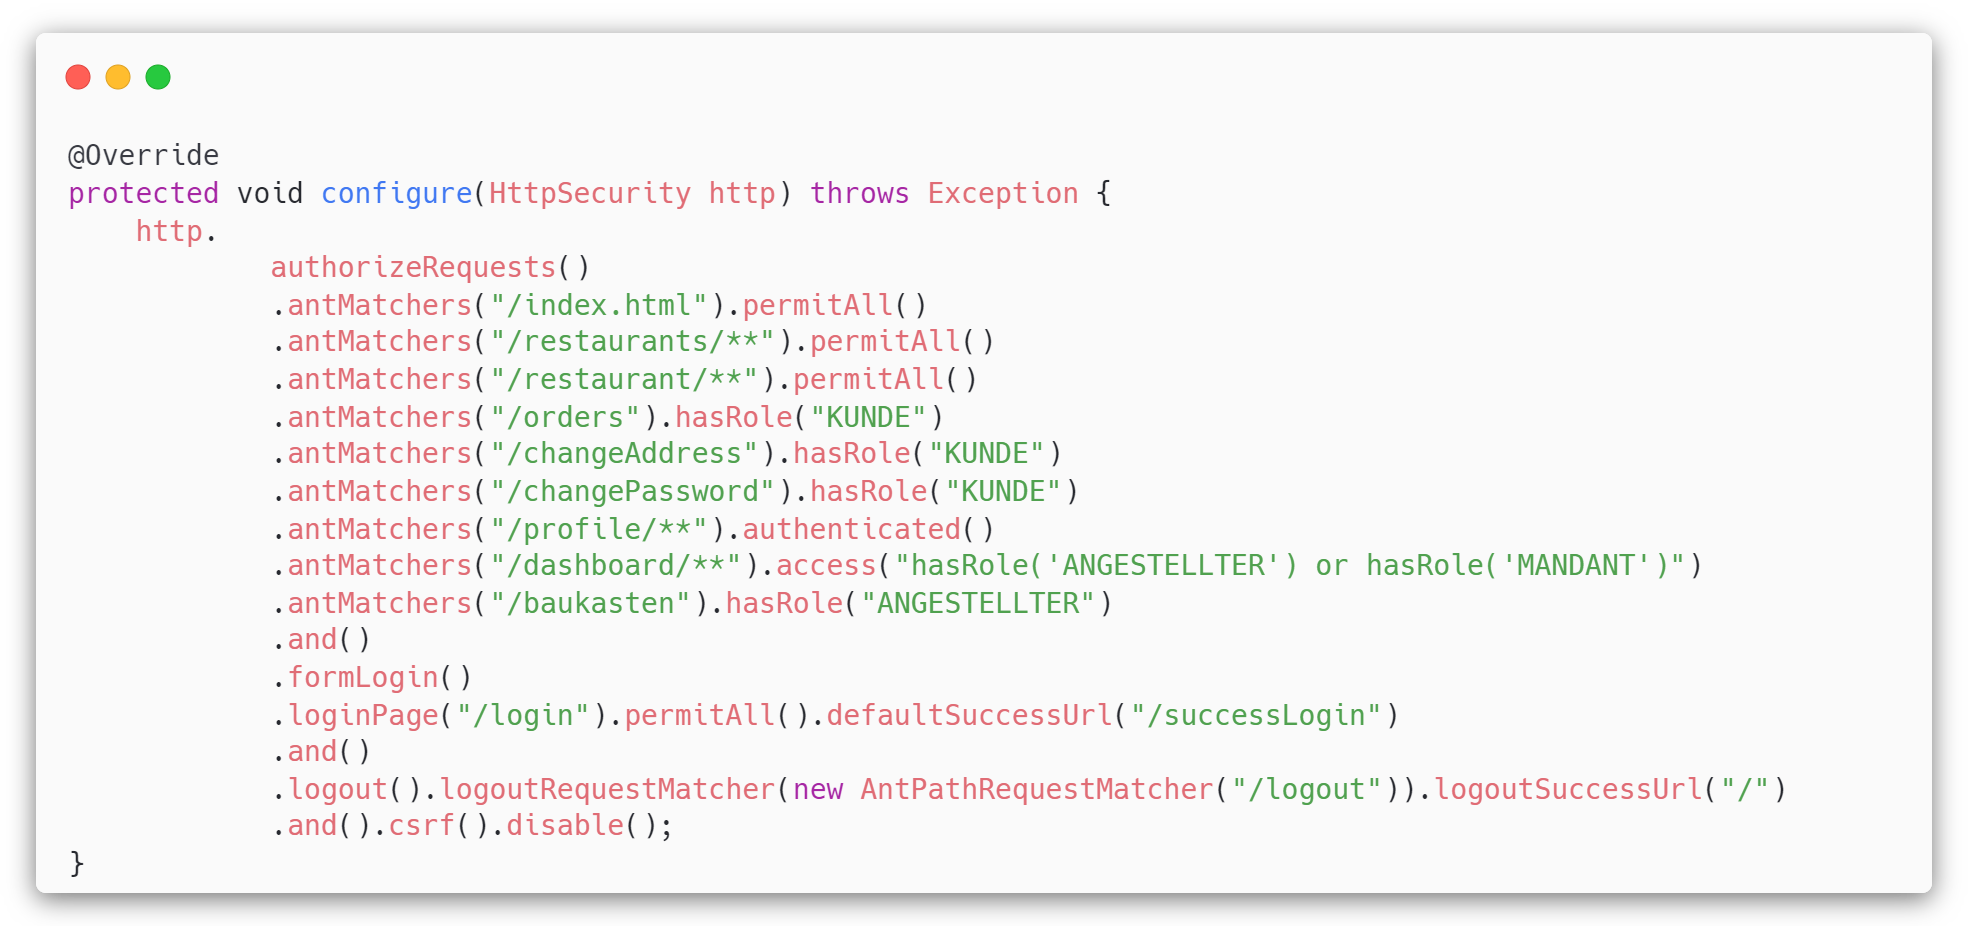 @Override
protected void configure(HttpSecurity http) throws Exception {
    http.
            authorizeRequests()
            .antMatchers("/index.html").permitAll()
            .antMatchers("/restaurants/**").permitAll()
            .antMatchers("/restaurant/**").permitAll()
            .antMatchers("/orders").hasRole("KUNDE")
            .antMatchers("/changeAddress").hasRole("KUNDE")
            .antMatchers("/changePassword").hasRole("KUNDE")
            .antMatchers("/profile/**").authenticated()
            .antMatchers("/dashboard/**").access("hasRole('ANGESTELLTER') or hasRole('MANDANT')")
            .antMatchers("/baukasten").hasRole("ANGESTELLTER")
            .and()
            .formLogin()
            .loginPage("/login").permitAll().defaultSuccessUrl("/successLogin")
            .and()
            .logout().logoutRequestMatcher(new AntPathRequestMatcher("/logout")).logoutSuccessUrl("/")
            .and().csrf().disable();
}